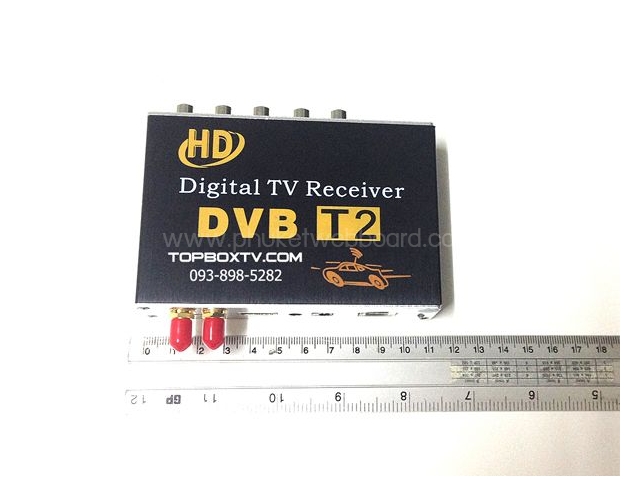 HD
Digital TV Receiver
DVB T2
www.phuketwebboard.com
TOPBOXTV.COM
093-898-5282
0 1 2 3 4 5 6 7 8 9 10 11 12 13 14 15 16 17 18
12 GP 11 10 9 8 7 6 5